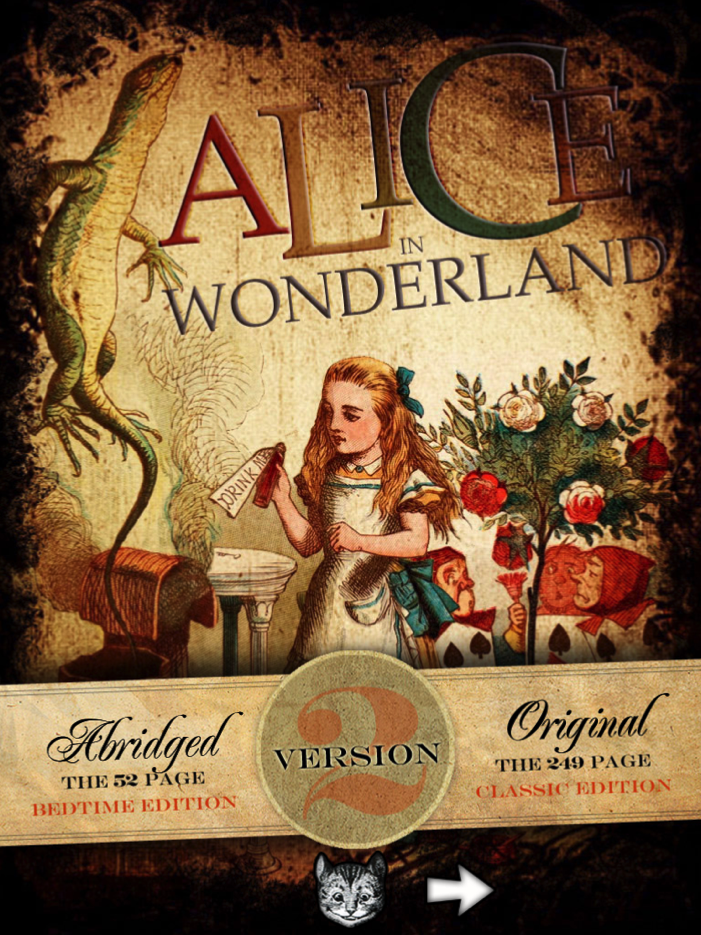 ALICE
IN
WONDERLAND
DRINK ME
Abridged
THE 52 PAGE
BEDTIME EDITION
2
VERSION
Original
THE 249 PAGE
CLASSIC EDITION